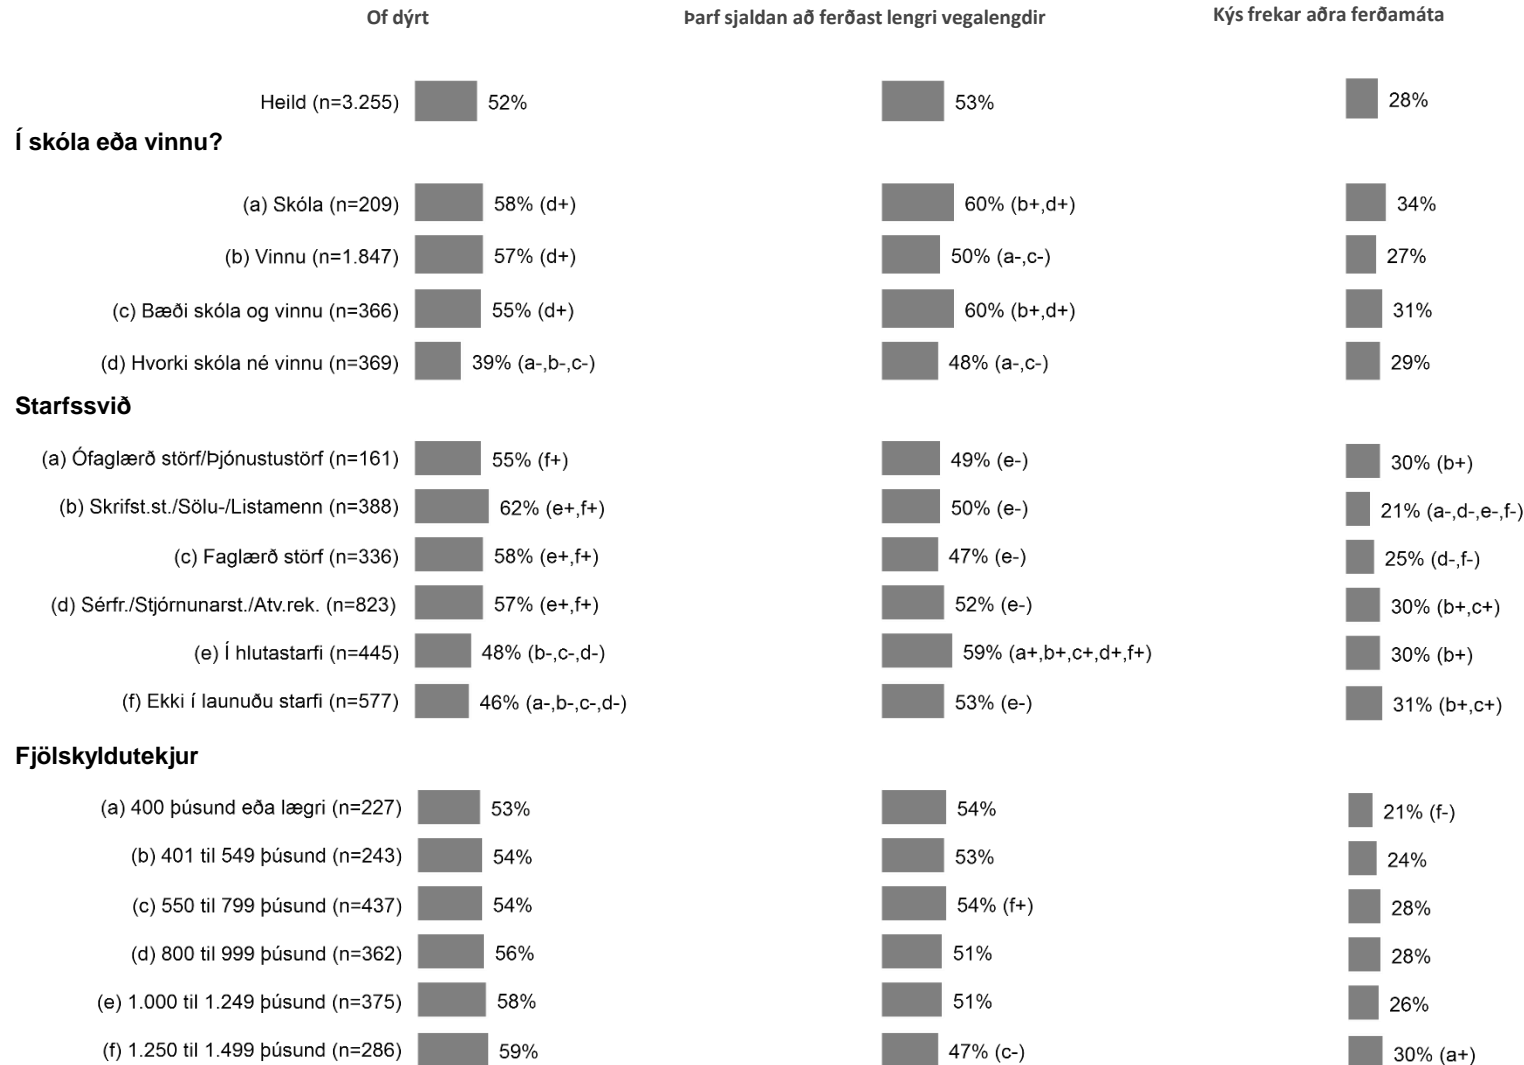 Of dýrt Þarf sjaldan að ferðast lengri vegalengdir Kýs frekar aðra ferðamáta
Heild (n=3.255) 52% 53% 28%
Í skóla eða vinnu?
(a) Skóla (n=209) 58% (d+) 60% (b+,d+) 34%
(b) Vinnu (n=1.847) 57% (d+) 50% (a-,c-) 27%
(c) Bæði skóla og vinnu (n=366) 55% (d+) 60% (b+,d+) 31%
(d) Hvorki skóla né vinnu (n=369) 39% (a-,b-,c-) 48% (a-,c-) 29%
Starfssvið
(a) Ófaglærð störf/Þjónustustörf (n=161) 55% (f+) 49% (e-) 30% (b+)
(b) Skrifst.st./Sölu-/Listamenn (n=388) 62% (e+,f+) 50% (e-) 21% (a-,d-,e-,f-)
(c) Faglærð störf (n=336) 58% (e+,f+) 47% (e-) 25% (d-,f-)
(d) Sérfr./Stjórnunarst./Atv.rek. (n=823) 57% (e+,f+) 52% (e-) 30% (b+,c+)
(e) Í hlutastarfi (n=445) 48% (b-,c-,d-) 59% (a+,b+,c+,d+,f+) 30% (b+)
(f) Ekki í launuðu starfi (n=577) 46% (a-,b-,c-,d-) 53% (e-) 31% (b+,c+)
Fjölskyldutekjur
(a) 400 þúsund eða lægri (n=227) 53% 54% 21% (f-)
(b) 401 til 549 þúsund (n=243) 54% 53% 24%
(c) 550 til 799 þúsund (n=437) 54% 54% (f+) 28%
(d) 800 til 999 þúsund (n=362) 56% 51% 28%
(e) 1.000 til 1.249 þúsund (n=375) 58% 51% 26%
(f) 1.250 til 1.499 þúsund (n=286) 59% 47% (c-) 30% (a+)